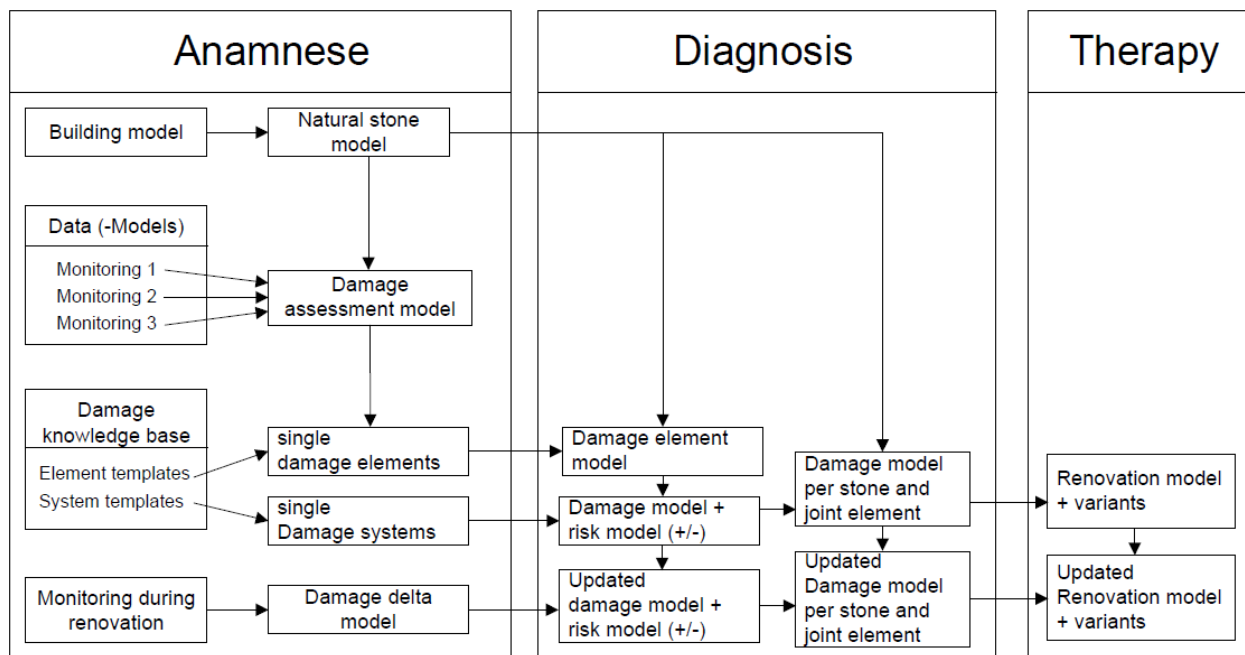 Anamnese
Diagnosis
Therapy
Building model
Natural stone
model
Data (-Models)
Monitoring 1
Monitoring 2
Monitoring 3
Damage
assessment model
Damage
knowledge base
Element templates
System templates
single
damage elements
single
Damage systems
Monitoring during
renovation
Damage delta
model
Damage element
model
Damage model +
risk model (+/-)
Updated
damage model +
risk model (+/-)
Damage model
per stone and
joint element
Updated
Damage model
per stone and
joint element
Renovation model
+ variants
Updated
Renovation model
+ variants